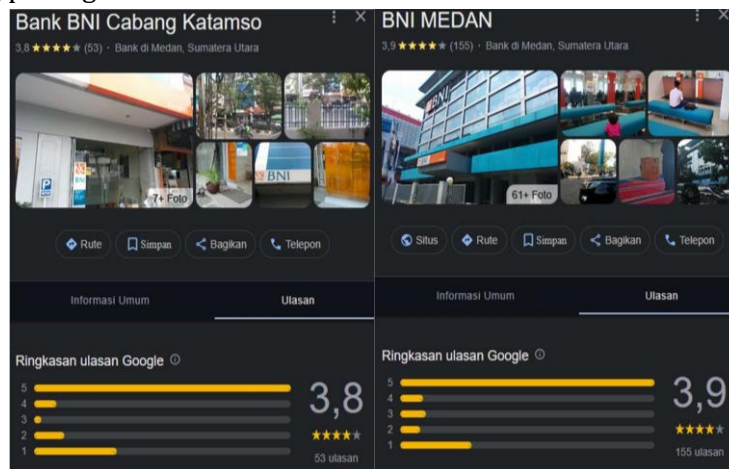 Bank BNI Cabang Katamso
3,8 ★★★★★ (53) · Bank di Medan, Sumatera Utara
BNI
7+ Foto
Rute
Simpan
Bagikan
Telepon
Informasi Umum
Ulasan
Ringkasan ulasan Google
5
4
3
2
1
3,8
53 ulasan
BNI MEDAN
3,9 ★★★★★ (155) · Bank di Medan, Sumatera Utara
61+ Foto
Situs
Rute
Simpan
Bagikan
Telepon
Informasi Umum
Ulasan
Ringkasan ulasan Google
5
4
3
2
1
3,9
155 ulasan